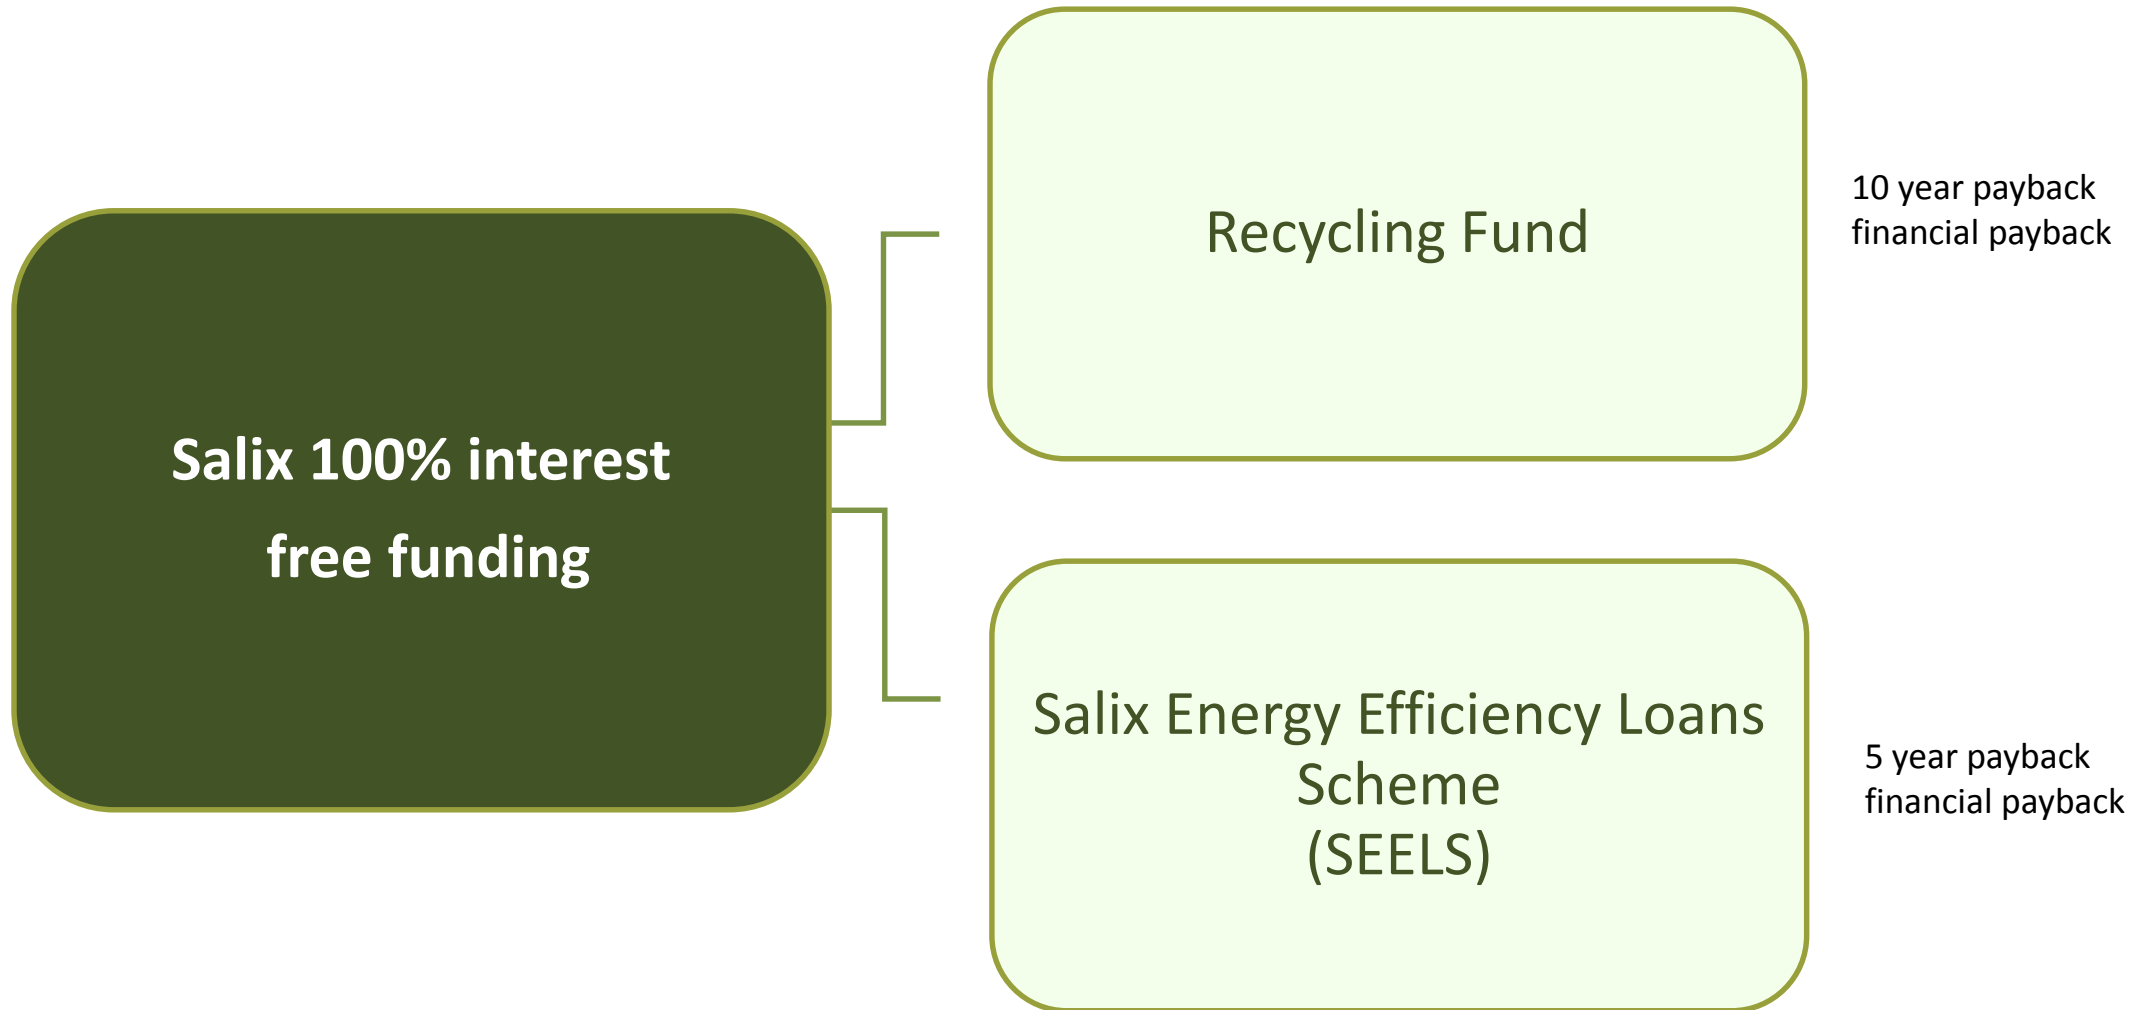 Salix 100% interest
free funding
Recycling Fund
10 year payback
financial payback
Salix Energy Efficiency Loans
Scheme
(SEELS)
5 year payback
financial payback